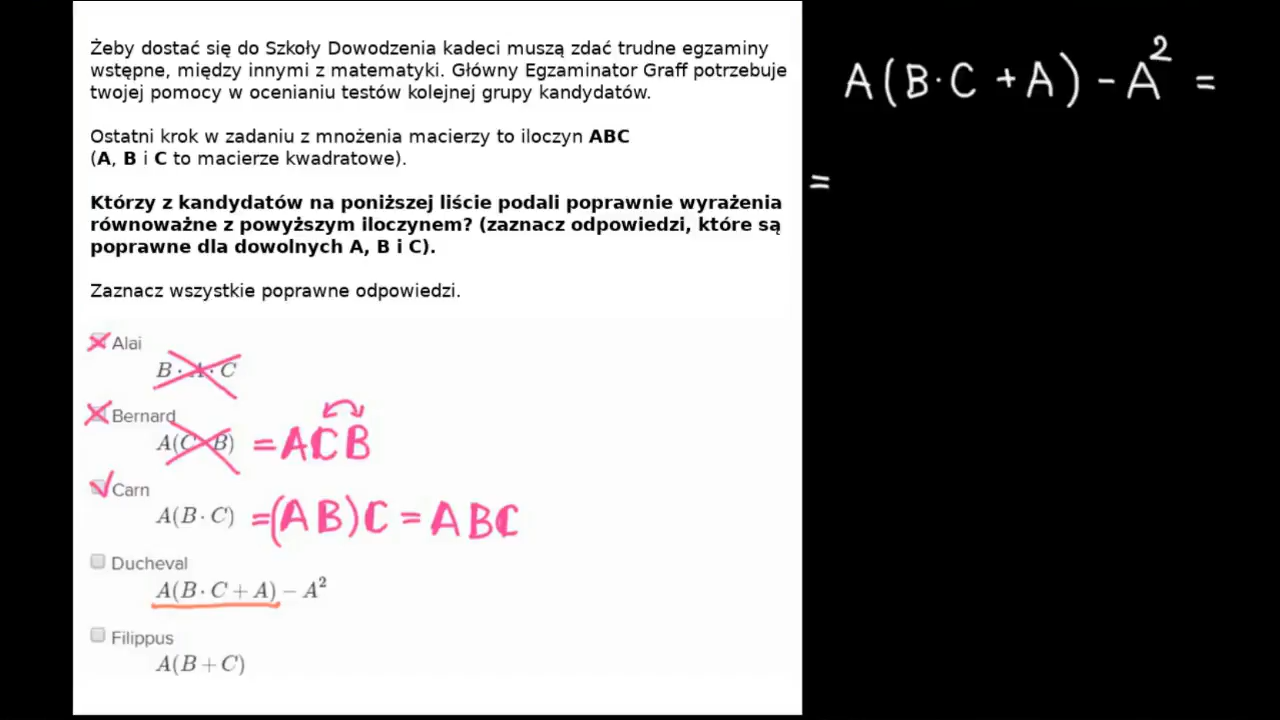 Żeby dostać się do Szkoły Dowodzenia kadeci muszą zdać trudne egzaminy
wstępne, między innymi z matematyki. Główny Egzaminator Graff potrzebuje
twojej pomocy w ocenianiu testów kolejnej grupy kandydatów.
Ostatni krok w zadaniu z mnożenia macierzy to iloczyn ABC
(A, B i C to macierze kwadratowe).
Którzy z kandydatów na poniższej liście podali poprawnie wyrażenia
równoważne z powyższym iloczynem? (zaznacz odpowiedzi, które są
poprawne dla dowolnych A, B i C).
Zaznacz wszystkie poprawne odpowiedzi.
Alai
B · A · C
Bernard
A(C · B) = ACB
Carn
A(B · C) = (AB)C = ABC
Ducheval
A(B · C + A) − A²
Filippus
A(B + C)
A(B·C + A) − A² =
=